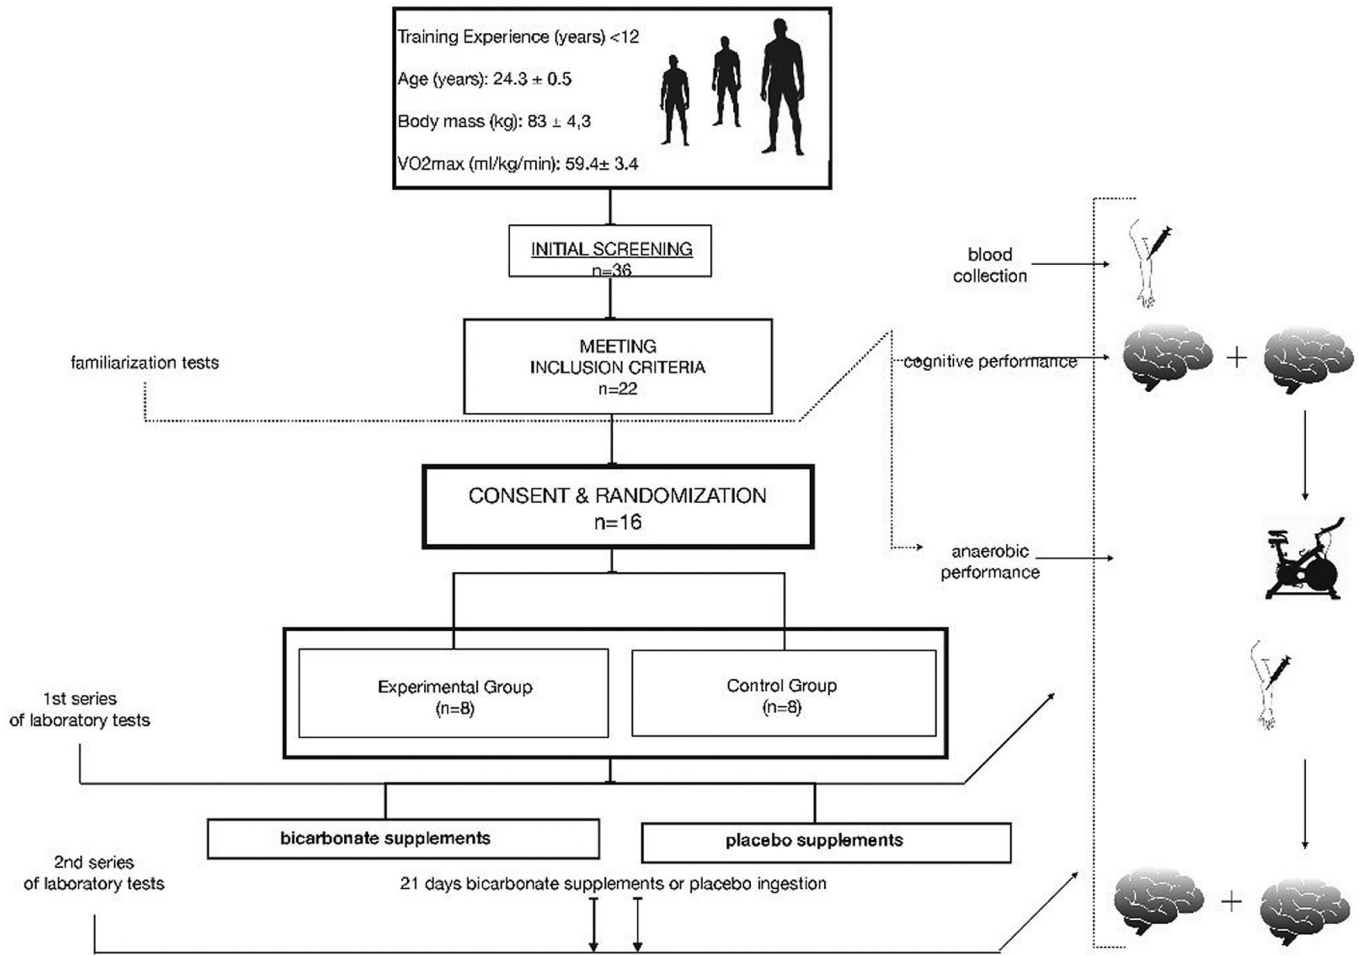 Training Experience (years) <12
Age (years): 24.3 ± 0.5
Body mass (kg): 83 ± 4,3
VO2max (ml/kg/min): 59.4± 3.4
INITIAL SCREENING
n=36
blood
collection
MEETING
INCLUSION CRITERIA
n=22
familiarization tests
cognitive performance
+
CONSENT & RANDOMIZATION
n=16
anaerobic
performance
Experimental Group
(n=8)
Control Group
(n=8)
1st series
of laboratory tests
bicarbonate supplements
placebo supplements
2nd series
of laboratory tests
21 days bicarbonate supplements or placebo ingestion
+